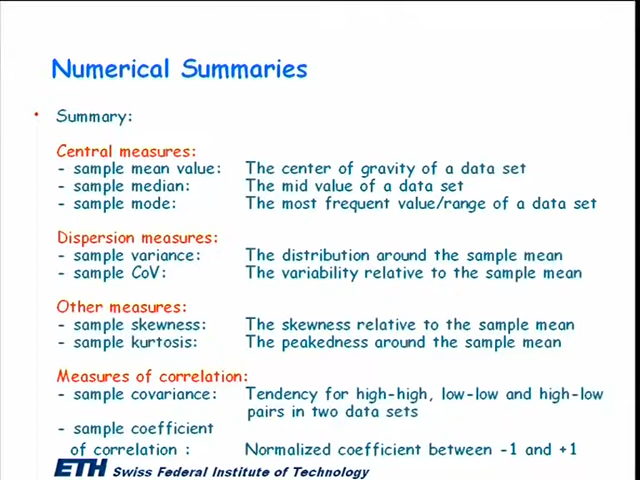 Numerical Summaries
• Summary:
Central measures:
- sample mean value: The center of gravity of a data set
- sample median: The mid value of a data set
- sample mode: The most frequent value/range of a data set
Dispersion measures:
- sample variance: The distribution around the sample mean
- sample CoV: The variability relative to the sample mean
Other measures:
- sample skewness: The skewness relative to the sample mean
- sample kurtosis: The peakedness around the sample mean
Measures of correlation:
- sample covariance: Tendency for high-high, low-low and high-low
pairs in two data sets
- sample coefficient
of correlation : Normalized coefficient between -1 and +1
ETH Swiss Federal Institute of Technology